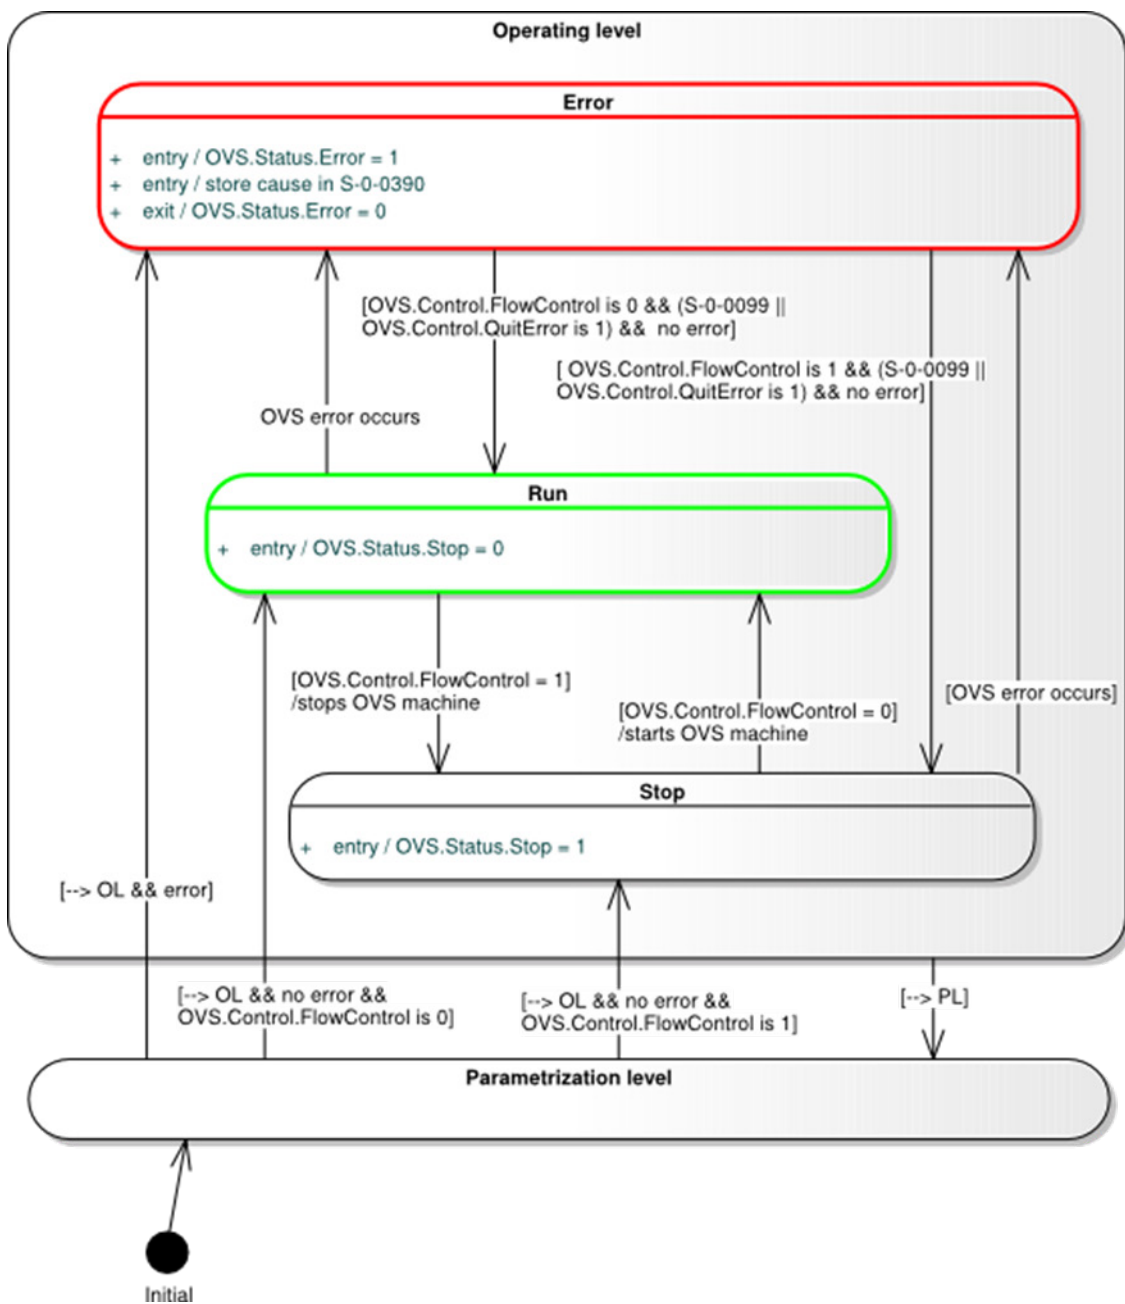 Operating level
Error
+ entry / OVS.Status.Error = 1
+ entry / store cause in S-0-0390
+ exit / OVS.Status.Error = 0
[OVS.Control.FlowControl is 0 && (S-0-0099 ||
OVS.Control.QuitError is 1) && no error]
[ OVS.Control.FlowControl is 1 && (S-0-0099 ||
OVS.Control.QuitError is 1) && no error]
OVS error occurs
Run
+ entry / OVS.Status.Stop = 0
[OVS.Control.FlowControl = 1]
/stops OVS machine
[OVS.Control.FlowControl = 0]
/starts OVS machine
[OVS error occurs]
Stop
+ entry / OVS.Status.Stop = 1
[--> OL && error]
[--> OL && no error &&
OVS.Control.FlowControl is 0]
[--> OL && no error &&
OVS.Control.FlowControl is 1]
[--> PL]
Parametrization level
Initial